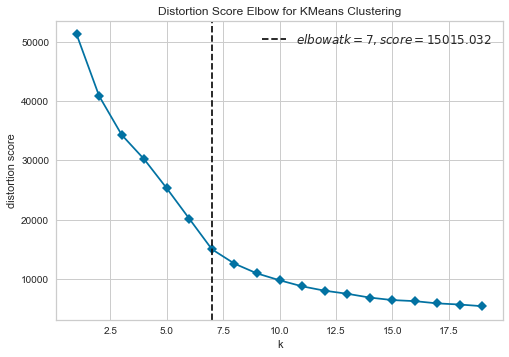 Distortion Score Elbow for KMeans Clustering
elbowatk = 7, score = 15015.032
distortion score
50000
40000
30000
20000
10000
2.5 5.0 7.5 10.0 12.5 15.0 17.5
k